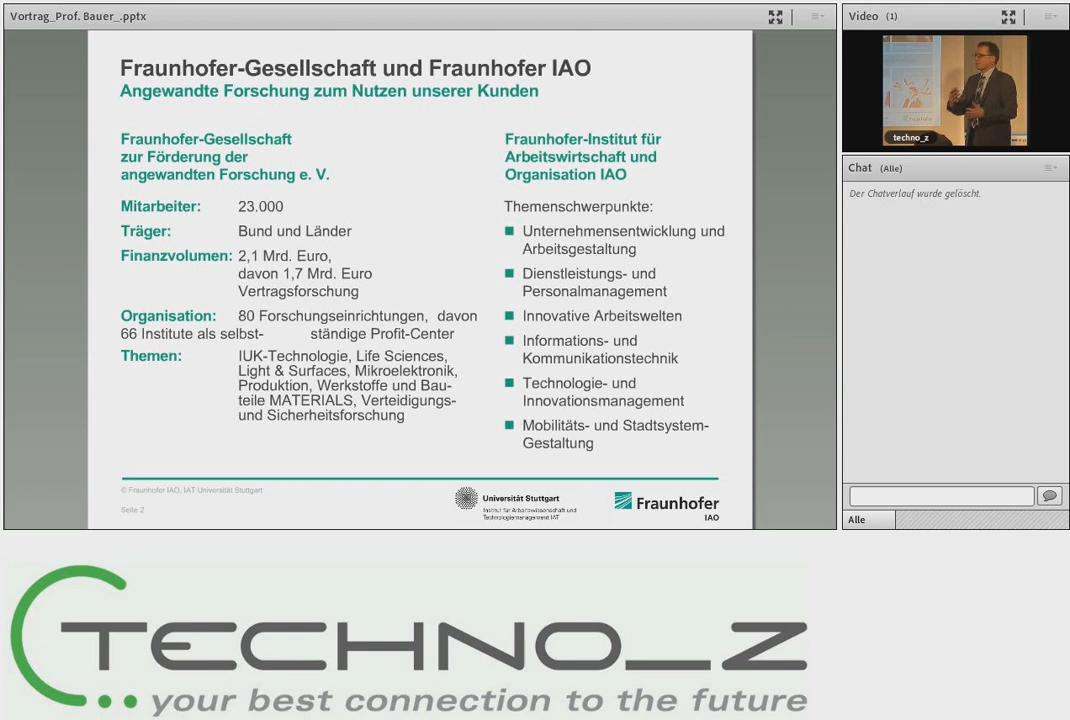 Vortrag_Prof. Bauer_.pptx
Fraunhofer-Gesellschaft und Fraunhofer IAO
Angewandte Forschung zum Nutzen unserer Kunden
Fraunhofer-Gesellschaft
zur Förderung der
angewandten Forschung e. V.
Mitarbeiter: 23.000
Träger: Bund und Länder
Finanzvolumen: 2,1 Mrd. Euro,
davon 1,7 Mrd. Euro
Vertragsforschung
Organisation: 80 Forschungseinrichtungen, davon
66 Institute als selbst- ständige Profit-Center
Themen: IUK-Technologie, Life Sciences,
Light & Surfaces, Mikroelektronik,
Produktion, Werkstoffe und Bau-
teile MATERIALS, Verteidigungs-
und Sicherheitsforschung
Fraunhofer-Institut für
Arbeitswirtschaft und
Organisation IAO
Themenschwerpunkte:
Unternehmensentwicklung und
Arbeitsgestaltung
Dienstleistungs- und
Personalmanagement
Innovative Arbeitswelten
Informations- und
Kommunikationstechnik
Technologie- und
Innovationsmanagement
Mobilitäts- und Stadtsystem-
Gestaltung
© Fraunhofer IAO, IAT Universität Stuttgart
Seite 2
Universität Stuttgart
Institut für Arbeitswissenschaft und
Technologiemanagement IAT
Fraunhofer
IAO
Video (1)
techno_z
Chat (Alle)
Der Chatverlauf wurde gelöscht.
Alle
TECHNO_Z
your best connection to the future